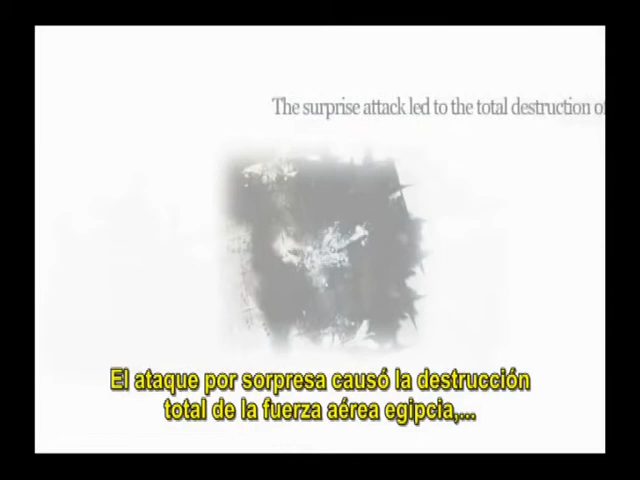 The surprise attack led to the total destruction of
El ataque por sorpresa causó la destrucción
total de la fuerza aérea egipcia,...